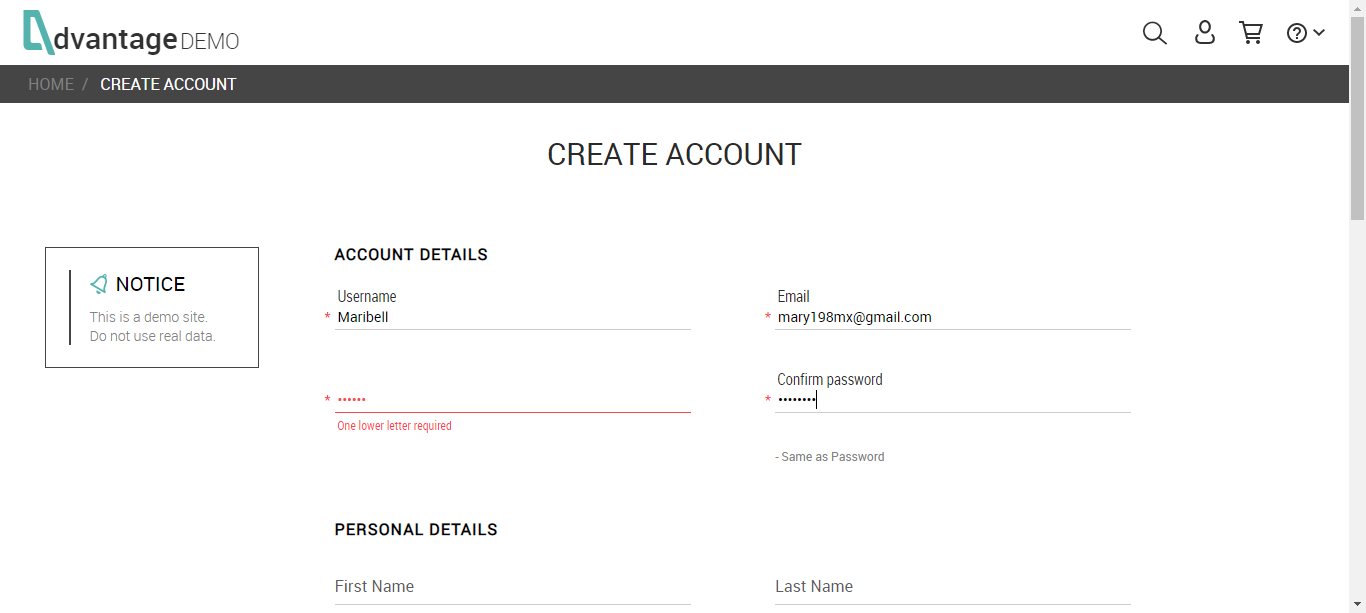 dvantage DEMO
HOME / CREATE ACCOUNT
CREATE ACCOUNT
NOTICE
This is a demo site.
Do not use real data.
ACCOUNT DETAILS
Username
* Maribell
Email
* mary198mx@gmail.com
* ••••••
One lower letter required
Confirm password
* ••••••••
- Same as Password
PERSONAL DETAILS
First Name
Last Name